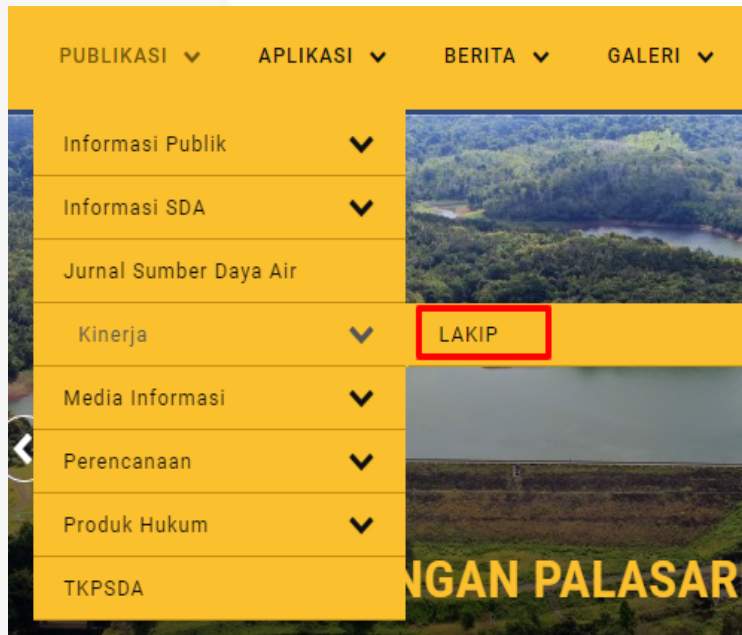 PUBLIKASI APLIKASI BERITA GALERI
Informasi Publik
Informasi SDA
Jurnal Sumber Daya Air
Kinerja LAKIP
Media Informasi
Perencanaan
Produk Hukum
TKPSDA
NGAN PALASAR